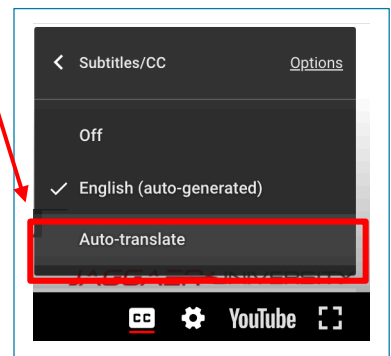 Subtitles/CC Options
Off
English (auto-generated)
Auto-translate
CC YouTube